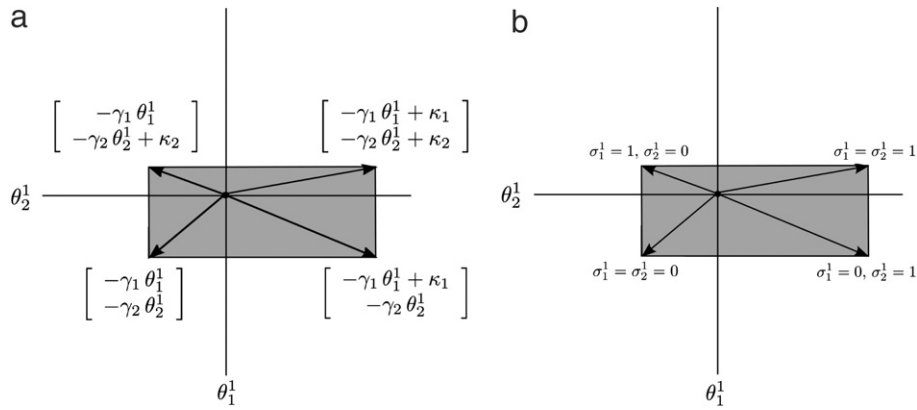 a
b
−γ₁ θ₁¹
−γ₂ θ₂¹ + κ₂
−γ₁ θ₁¹ + κ₁
−γ₂ θ₂¹ + κ₂
σ₁¹ = 1, σ₂¹ = 0
σ₁¹ = σ₂¹ = 1
θ₂¹
θ₂¹
−γ₁ θ₁¹
−γ₂ θ₂¹
−γ₁ θ₁¹ + κ₁
−γ₂ θ₂¹
σ₁¹ = σ₂¹ = 0
σ₁¹ = 0, σ₂¹ = 1
θ₁¹
θ₁¹